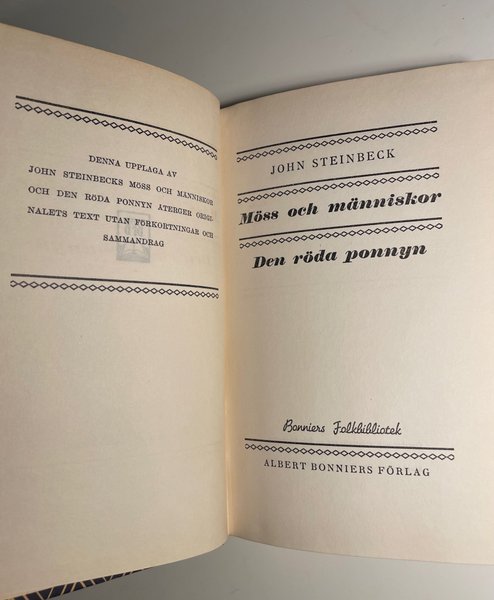 DENNA UPPLAGA AV
JOHN STEINBECKS MÖSS OCH MÄNNISKOR
OCH DEN RÖDA PONNYN ÅTERGER ORIGI-
NALETS TEXT UTAN FÖRKORTNINGAR OCH
SAMMANDRAG
JOHN STEINBECK
Möss och människor
Den röda ponnyn
Bonniers Folkbibliotek
ALBERT BONNIERS FÖRLAG